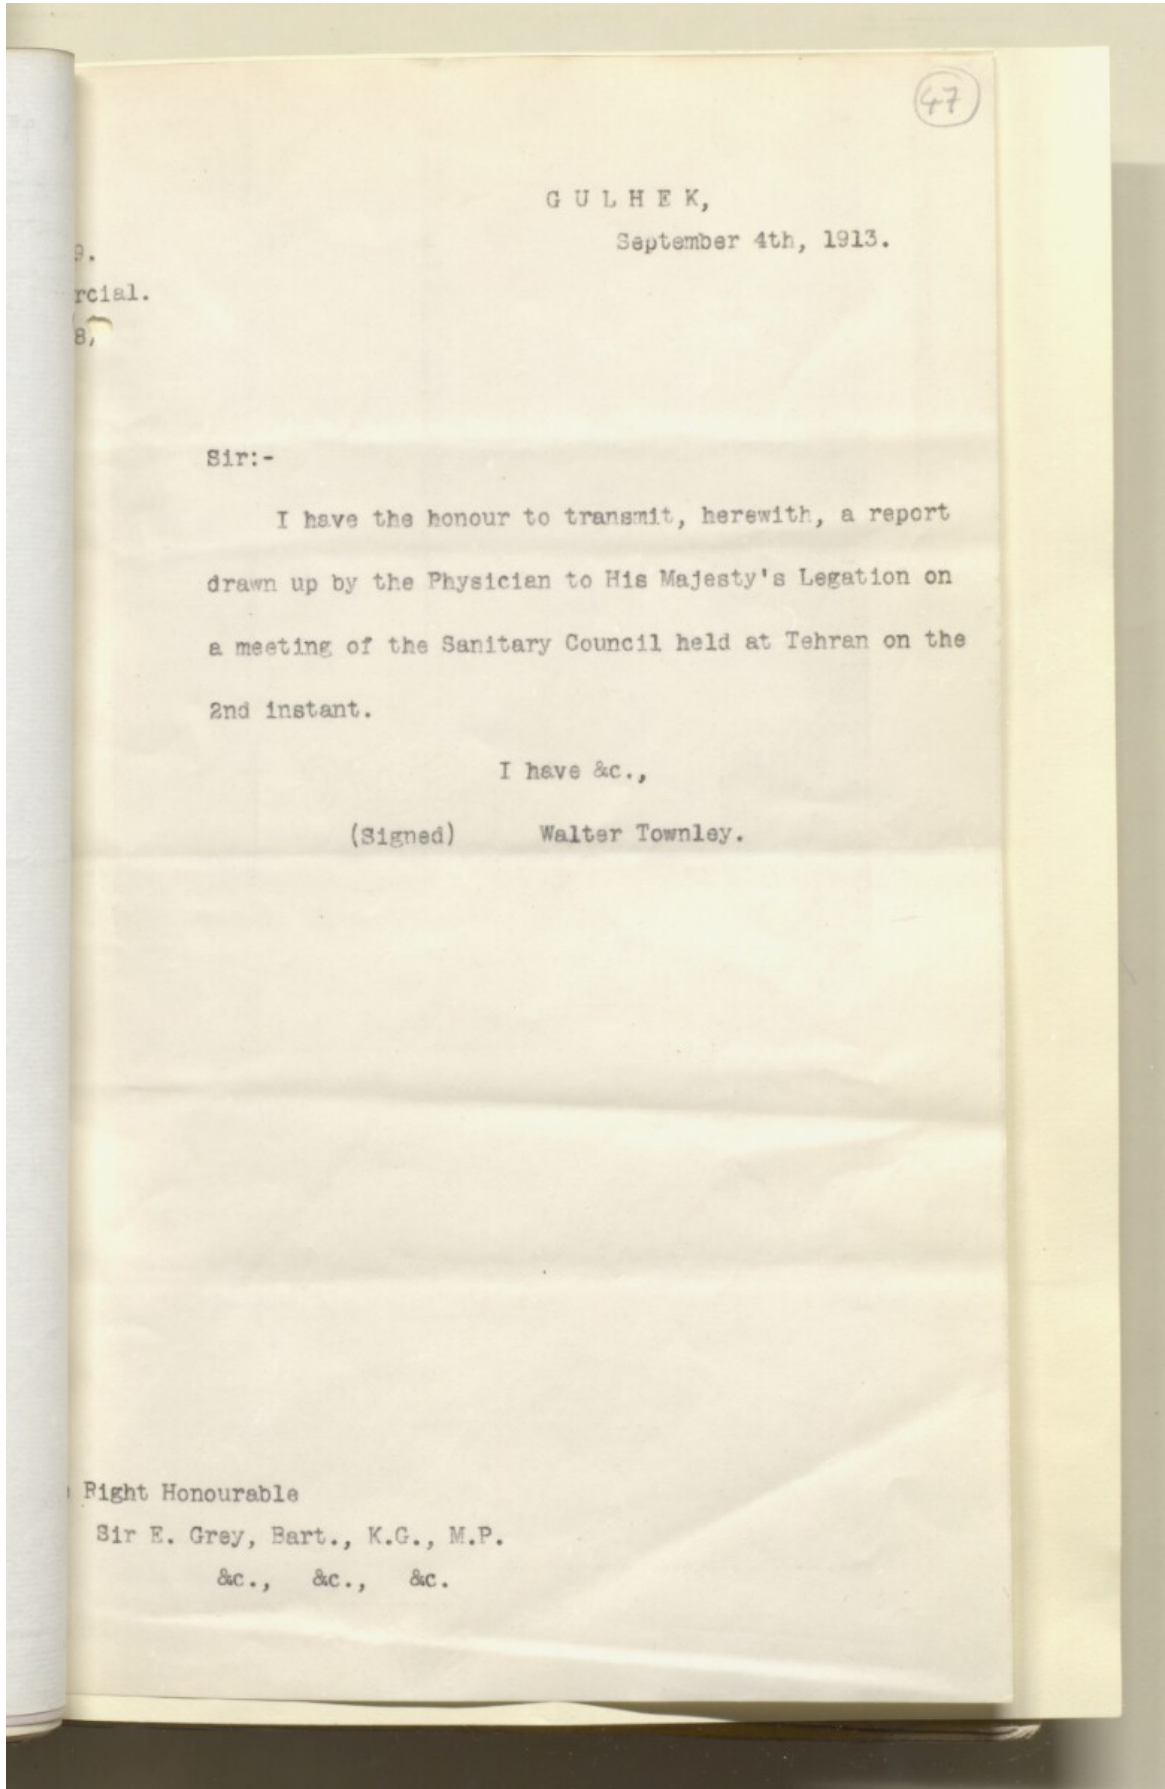 47
G U L H E K,
September 4th, 1913.
9.
rcial.
8,
Sir:-
I have the honour to transmit, herewith, a report
drawn up by the Physician to His Majesty's Legation on
a meeting of the Sanitary Council held at Tehran on the
2nd instant.
I have &c.,
(Signed) Walter Townley.
Right Honourable
Sir E. Grey, Bart., K.G., M.P.
&c., &c., &c.